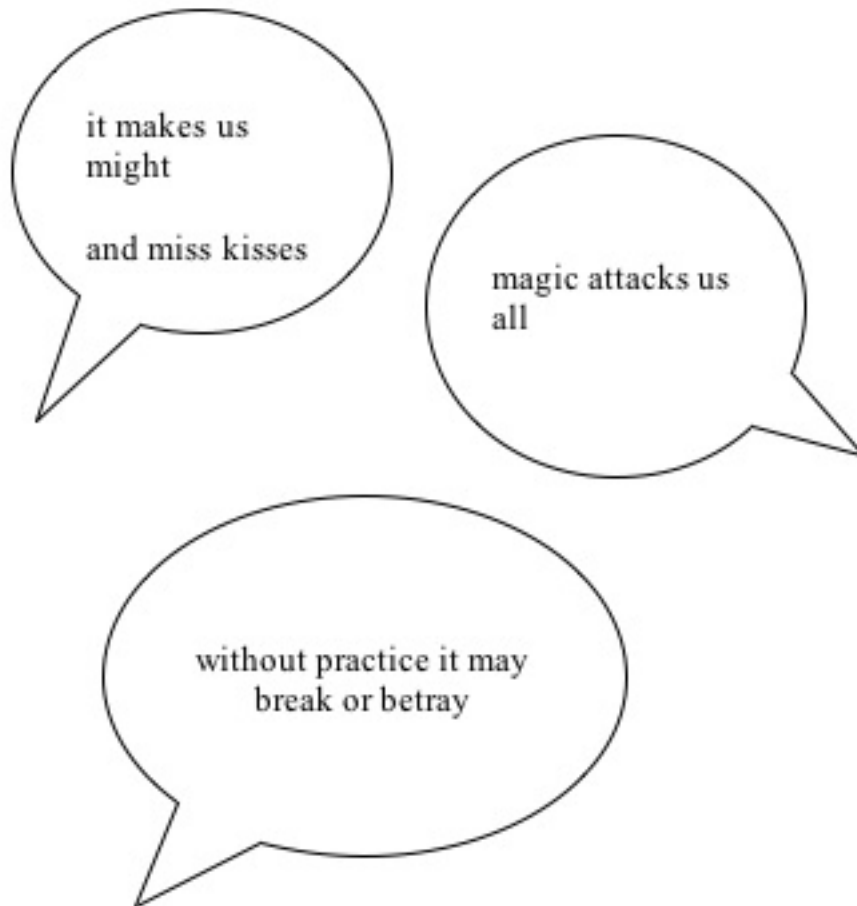 it makes us
might
and miss kisses
magic attacks us
all
without practice it may
break or betray